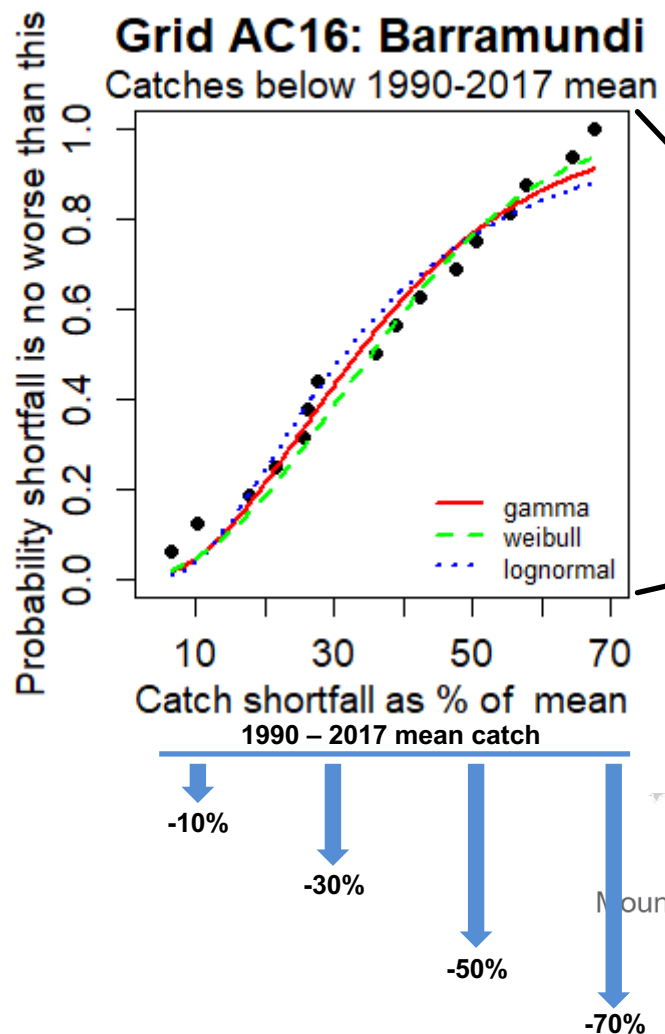 Grid AC16: Barramundi
Catches below 1990-2017 mean
Probability shortfall is no worse than this
1.0
0.8
0.6
0.4
0.2
0.0
gamma
weibull
lognormal
10 30 50 70
Catch shortfall as % of mean
1990 – 2017 mean catch
-10%
-30%
Moun
-50%
-70%